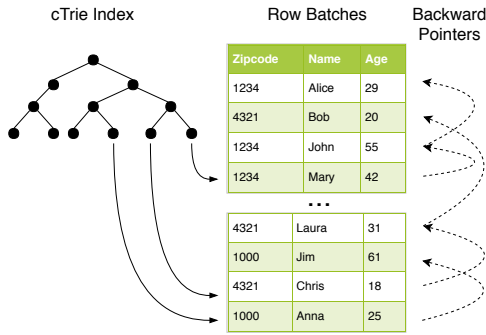 cTrie Index
Row Batches
Backward
Pointers
Zipcode Name Age
1234 Alice 29
4321 Bob 20
1234 John 55
1234 Mary 42
...
4321 Laura 31
1000 Jim 61
4321 Chris 18
1000 Anna 25